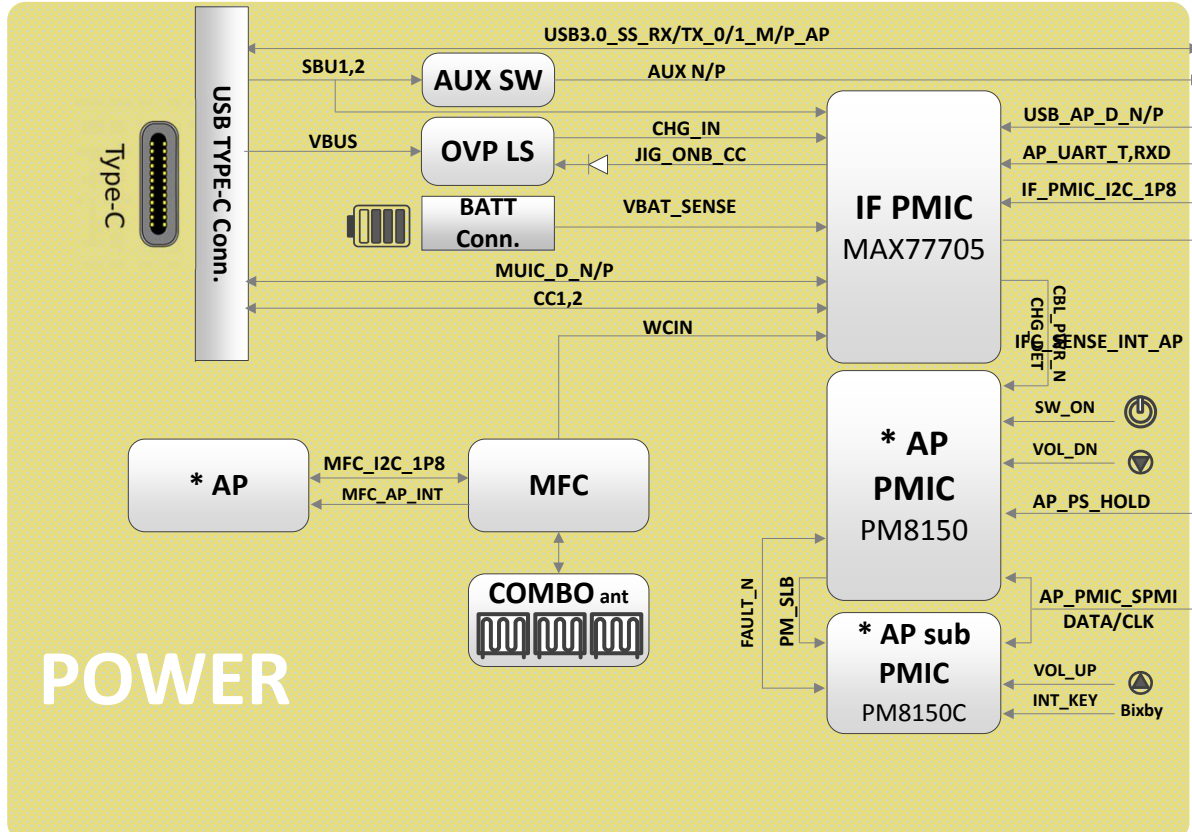 USB3.0_SS_RX/TX_0/1_M/P_AP
SBU1,2
AUX SW
AUX N/P
USB TYPE-C Conn.
Type-C
VBUS
OVP LS
CHG_IN
JIG_ONB_CC
USB_AP_D_N/P
AP_UART_T,RXD
IF_PMIC_I2C_1P8
IF PMIC
MAX77705
BATT
Conn.
VBAT_SENSE
MUIC_D_N/P
CC1,2
WCIN
CBL_PWR_N
CHG_DET
IFC_SENSE_INT_AP
* AP
PMIC
PM8150
SW_ON
VOL_DN
AP_PS_HOLD
* AP
MFC_I2C_1P8
MFC_AP_INT
MFC
COMBO ant
FAULT_N
PM_SLB
AP_PMIC_SPMI
DATA/CLK
* AP sub
PMIC
PM8150C
VOL_UP
INT_KEY
Bixby
POWER